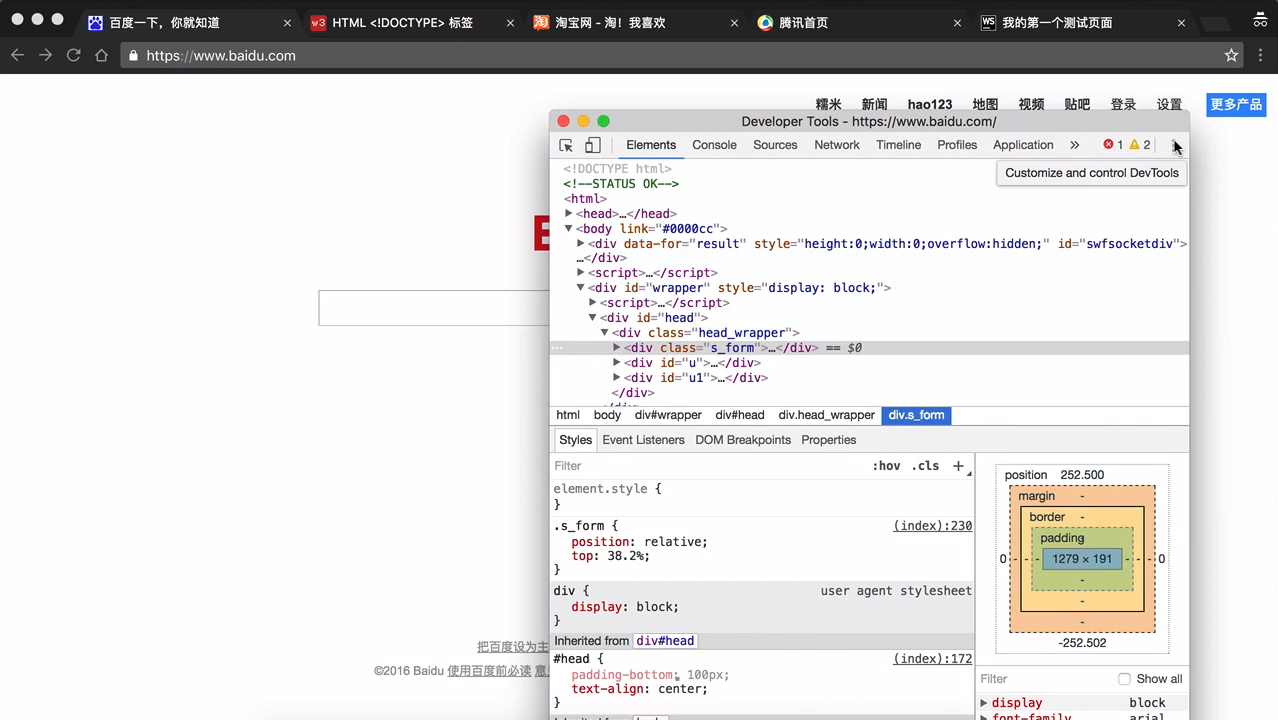 百度一下，你就知道
HTML <!DOCTYPE> 标签
淘宝网 - 淘！我喜欢
腾讯首页
我的第一个测试页面
https://www.baidu.com
糯米 新闻 hao123 地图 视频 贴吧 登录 设置 更多产品
Developer Tools - https://www.baidu.com/
Elements Console Sources Network Timeline Profiles Application » 1 2
Customize and control DevTools
<!DOCTYPE html>
<!--STATUS OK-->
<html>
<head>…</head>
<body link="#0000cc">
<div data-for="result" style="height:0;width:0;overflow:hidden;" id="swfsocketdiv">
…</div>
<script>…</script>
<div id="wrapper" style="display: block;">
<script>…</script>
<div id="head">
<div class="head_wrapper">
… <div class="s_form">…</div> == $0
<div id="u">…</div>
<div id="u1">…</div>
</div>
html body div#wrapper div#head div.head_wrapper div.s_form
Styles Event Listeners DOM Breakpoints Properties
Filter :hov .cls +
element.style {
}
.s_form { (index):230
position: relative;
top: 38.2%;
}
div { user agent stylesheet
display: block;
}
Inherited from div#head
#head { (index):172
padding-bottom: 100px;
text-align: center;
}
position 252.500
margin -
border -
padding -
0 - - - 1279 × 191 - - - 0
-
-
-
-252.502
Filter Show all
display block
font-family arial
把百度设为主
©2016 Baidu 使用百度前必读 意